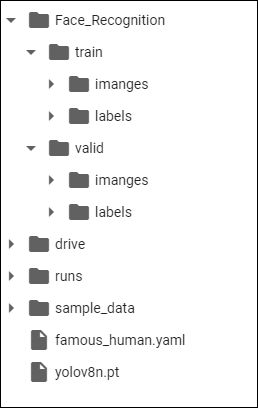 Face_Recognition
train
imanges
labels
valid
imanges
labels
drive
runs
sample_data
famous_human.yaml
yolov8n.pt